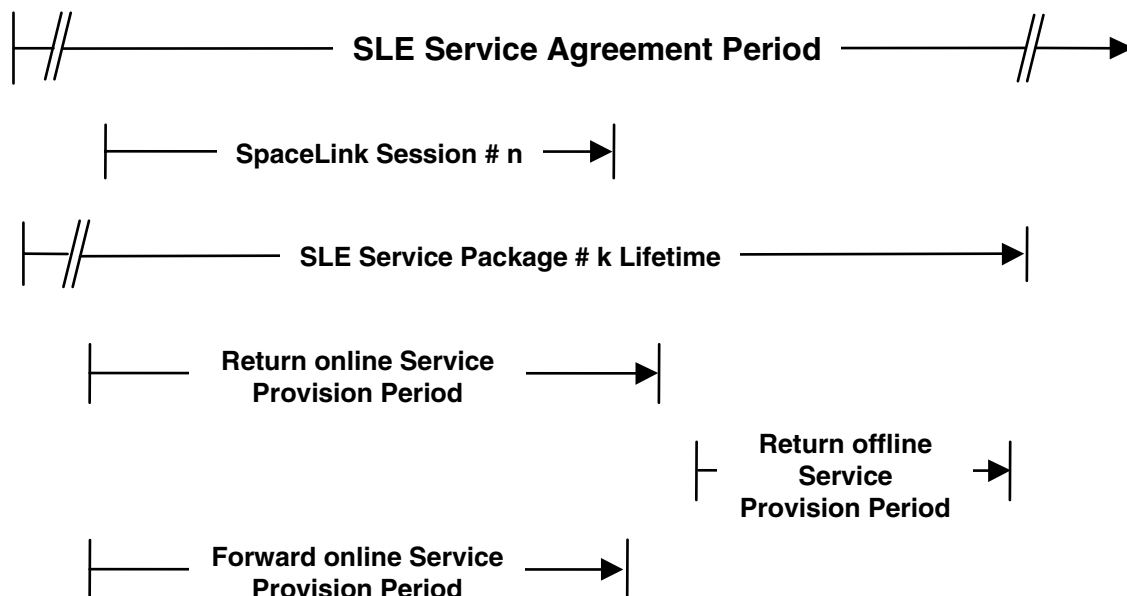 SLE Service Agreement Period
SpaceLink Session # n
SLE Service Package # k Lifetime
Return online Service
Provision Period
Return offline
Service
Provision Period
Forward online Service
Provision Period